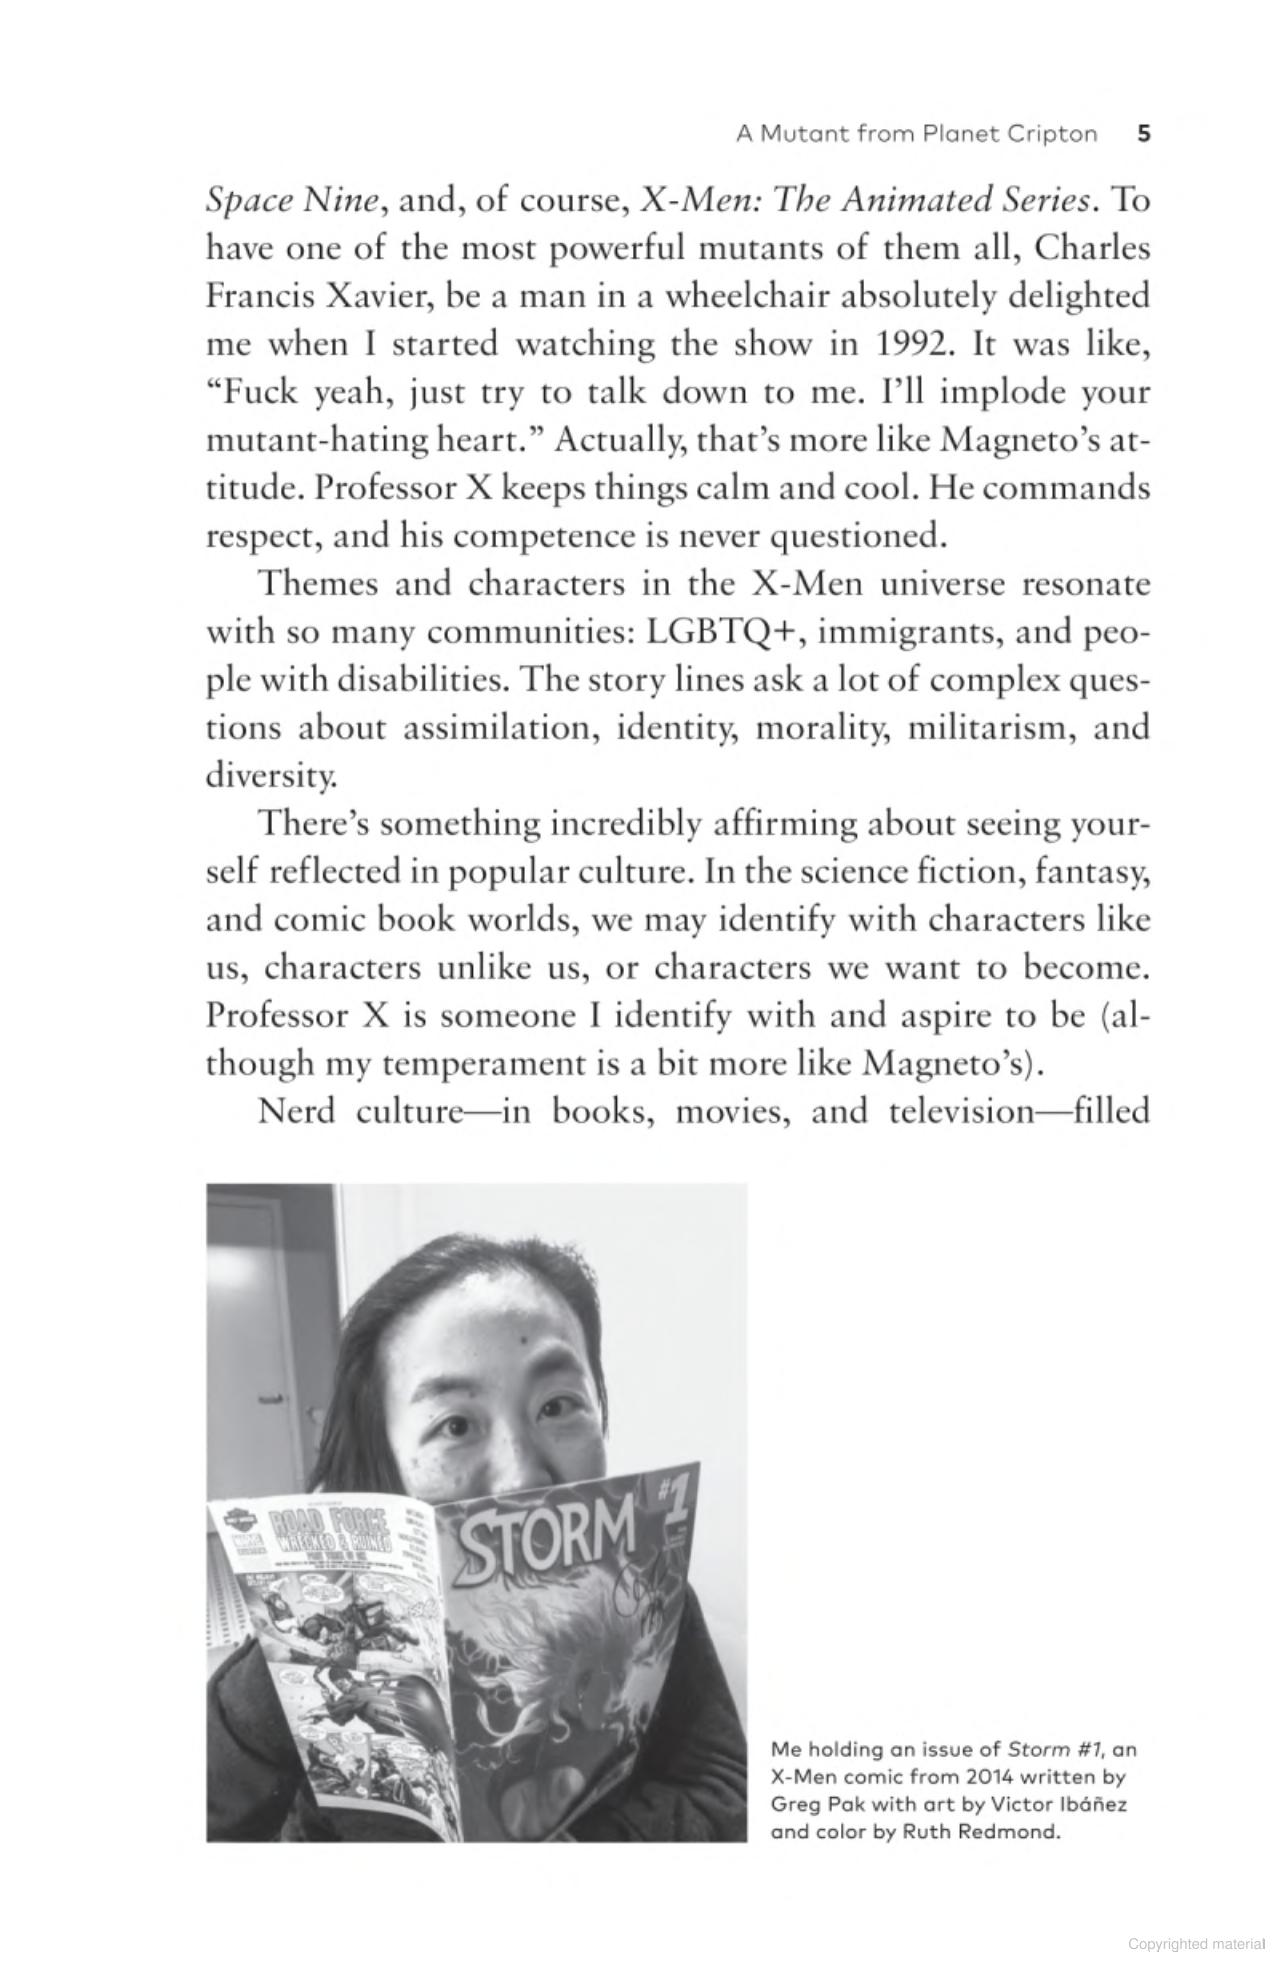 A Mutant from Planet Cripton 5
Space Nine, and, of course, X-Men: The Animated Series. To
have one of the most powerful mutants of them all, Charles
Francis Xavier, be a man in a wheelchair absolutely delighted
me when I started watching the show in 1992. It was like,
“Fuck yeah, just try to talk down to me. I’ll implode your
mutant-hating heart.” Actually, that’s more like Magneto’s at-
titude. Professor X keeps things calm and cool. He commands
respect, and his competence is never questioned.
Themes and characters in the X-Men universe resonate
with so many communities: LGBTQ+, immigrants, and peo-
ple with disabilities. The story lines ask a lot of complex ques-
tions about assimilation, identity, morality, militarism, and
diversity.
There’s something incredibly affirming about seeing your-
self reflected in popular culture. In the science fiction, fantasy,
and comic book worlds, we may identify with characters like
us, characters unlike us, or characters we want to become.
Professor X is someone I identify with and aspire to be (al-
though my temperament is a bit more like Magneto’s).
Nerd culture—in books, movies, and television—filled
ROAD FORCE
WRECKED & RUINED
STORM
#1
Me holding an issue of Storm #1, an
X-Men comic from 2014 written by
Greg Pak with art by Victor Ibáñez
and color by Ruth Redmond.
Copyrighted material